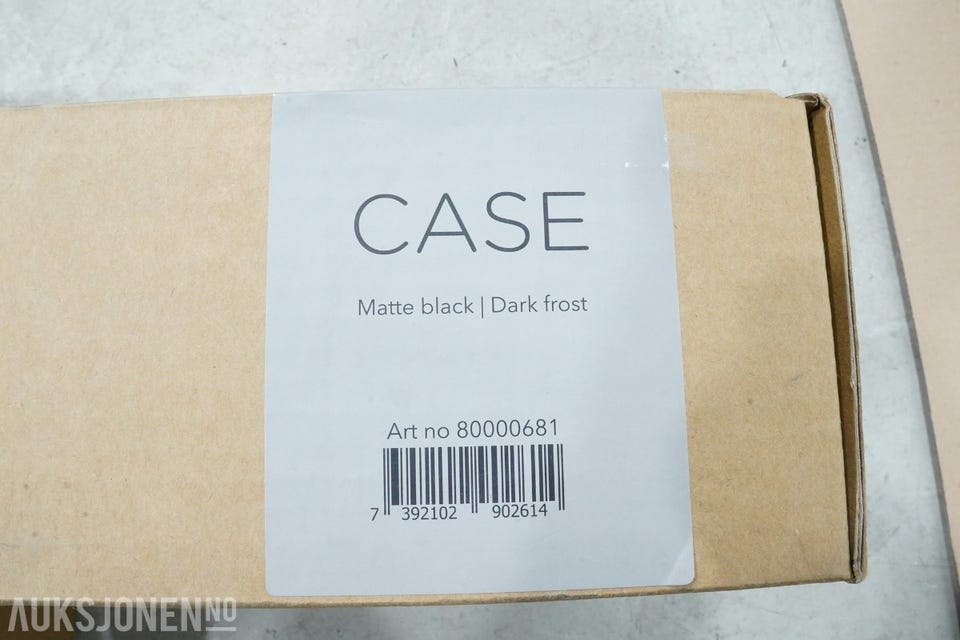 CASE
Matte black | Dark frost
Art no 80000681
7 392102 902614
AUKSJONEN.NO